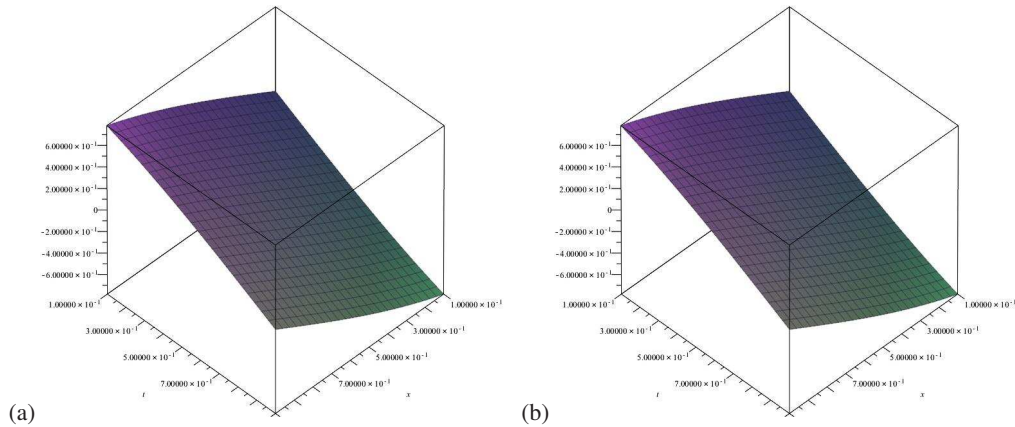 6.00000 × 10⁻¹
4.00000 × 10⁻¹
2.00000 × 10⁻¹
0
-2.00000 × 10⁻¹
-4.00000 × 10⁻¹
-6.00000 × 10⁻¹
1.00000 × 10⁻¹
3.00000 × 10⁻¹
5.00000 × 10⁻¹
7.00000 × 10⁻¹
t
1.00000 × 10⁻¹
3.00000 × 10⁻¹
5.00000 × 10⁻¹
7.00000 × 10⁻¹
x
(a)
6.00000 × 10⁻¹
4.00000 × 10⁻¹
2.00000 × 10⁻¹
0
-2.00000 × 10⁻¹
-4.00000 × 10⁻¹
-6.00000 × 10⁻¹
1.00000 × 10⁻¹
3.00000 × 10⁻¹
5.00000 × 10⁻¹
7.00000 × 10⁻¹
t
1.00000 × 10⁻¹
3.00000 × 10⁻¹
5.00000 × 10⁻¹
7.00000 × 10⁻¹
x
(b)